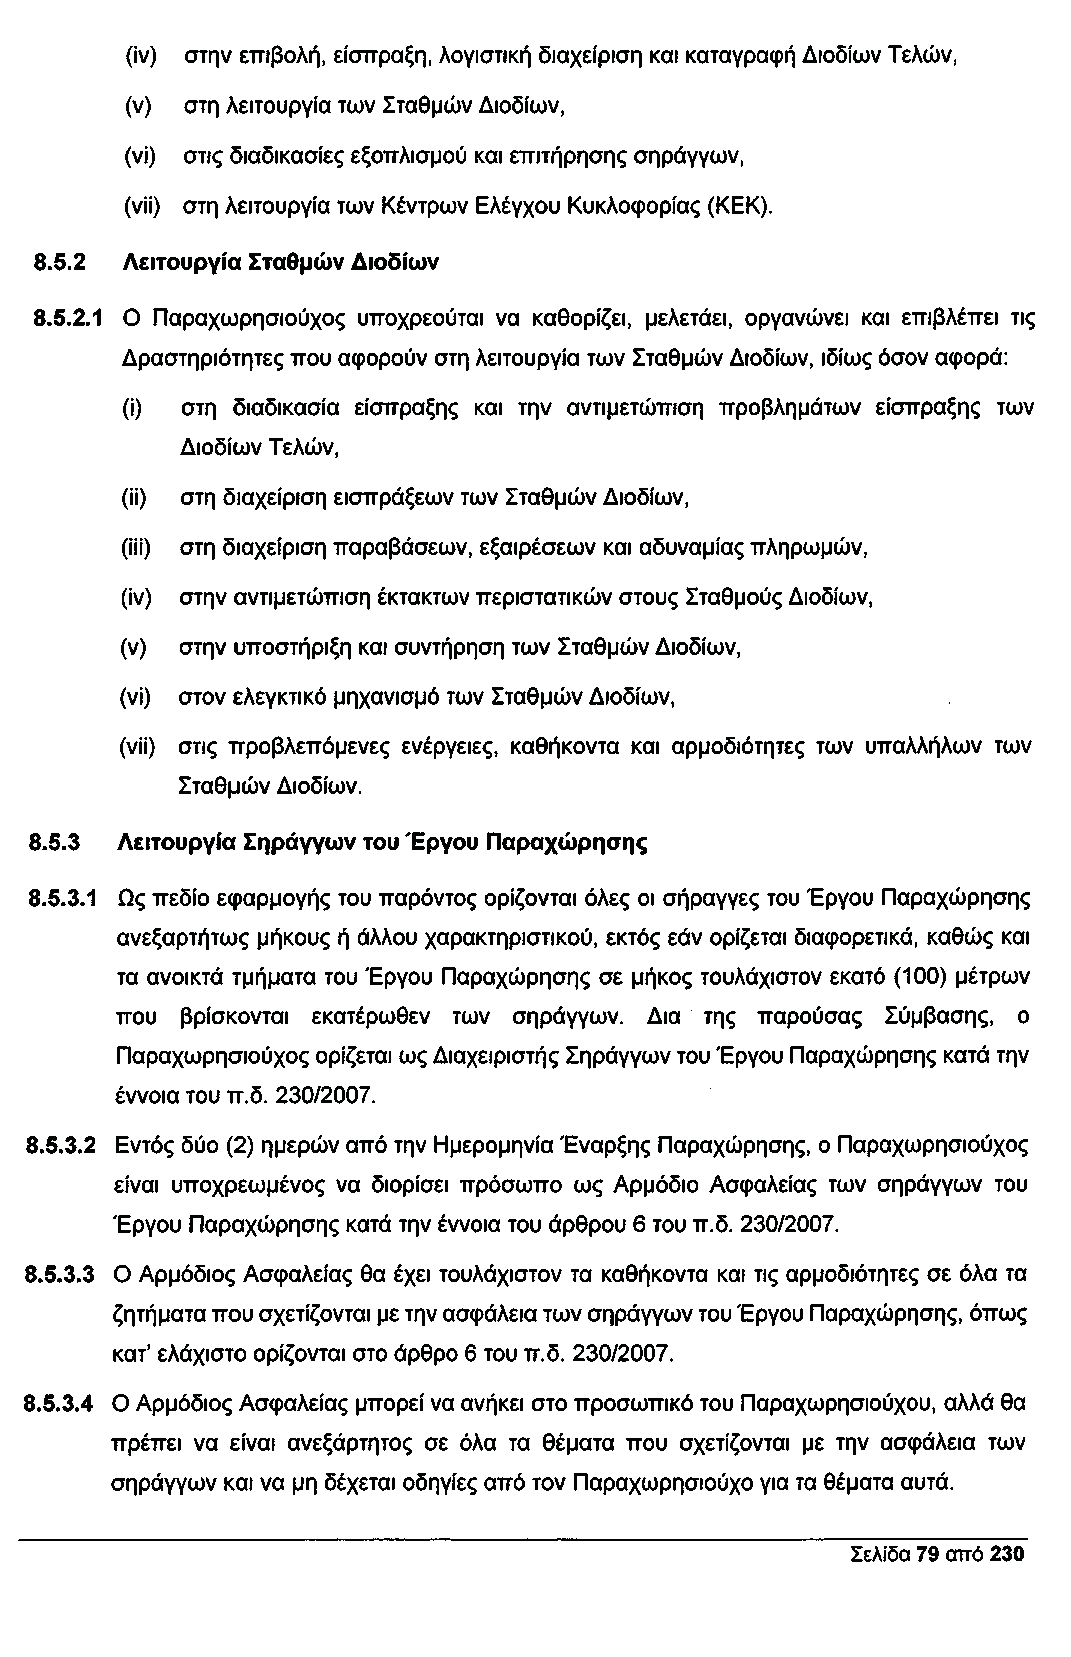 (iv) στην επιβολή, είσπραξη, λογιστική διαχείριση και καταγραφή Διοδίων Τελών,
(v) στη λειτουργία των Σταθμών Διοδίων,
(vi) στις διαδικασίες εξοπλισμού και επιτήρησης σηράγγων,
(vii) στη λειτουργία των Κέντρων Ελέγχου Κυκλοφορίας (ΚΕΚ).
8.5.2 Λειτουργία Σταθμών Διοδίων
8.5.2.1 Ο Παραχωρησιούχος υποχρεούται να καθορίζει, μελετάει, οργανώνει και επιβλέπει τις
Δραστηριότητες που αφορούν στη λειτουργία των Σταθμών Διοδίων, ιδίως όσον αφορά:
(i) στη διαδικασία είσπραξης και την αντιμετώπιση προβλημάτων είσπραξης των
Διοδίων Τελών,
(ii) στη διαχείριση εισπράξεων των Σταθμών Διοδίων,
(iii) στη διαχείριση παραβάσεων, εξαιρέσεων και αδυναμίας πληρωμών,
(iv) στην αντιμετώπιση έκτακτων περιστατικών στους Σταθμούς Διοδίων,
(v) στην υποστήριξη και συντήρηση των Σταθμών Διοδίων,
(vi) στον ελεγκτικό μηχανισμό των Σταθμών Διοδίων,
(vii) στις προβλεπόμενες ενέργειες, καθήκοντα και αρμοδιότητες των υπαλλήλων των
Σταθμών Διοδίων.
8.5.3 Λειτουργία Σηράγγων του Έργου Παραχώρησης
8.5.3.1 Ως πεδίο εφαρμογής του παρόντος ορίζονται όλες οι σήραγγες του Έργου Παραχώρησης
ανεξαρτήτως μήκους ή άλλου χαρακτηριστικού, εκτός εάν ορίζεται διαφορετικά, καθώς και
τα ανοικτά τμήματα του Έργου Παραχώρησης σε μήκος τουλάχιστον εκατό (100) μέτρων
που βρίσκονται εκατέρωθεν των σηράγγων. Δια της παρούσας Σύμβασης, ο
Παραχωρησιούχος ορίζεται ως Διαχειριστής Σηράγγων του Έργου Παραχώρησης κατά την
έννοια του π.δ. 230/2007.
8.5.3.2 Εντός δύο (2) ημερών από την Ημερομηνία Έναρξης Παραχώρησης, ο Παραχωρησιούχος
είναι υποχρεωμένος να διορίσει πρόσωπο ως Αρμόδιο Ασφαλείας των σηράγγων του
Έργου Παραχώρησης κατά την έννοια του άρθρου 6 του π.δ. 230/2007.
8.5.3.3 Ο Αρμόδιος Ασφαλείας θα έχει τουλάχιστον τα καθήκοντα και τις αρμοδιότητες σε όλα τα
ζητήματα που σχετίζονται με την ασφάλεια των σηράγγων του Έργου Παραχώρησης, όπως
κατ’ ελάχιστο ορίζονται στο άρθρο 6 του π.δ. 230/2007.
8.5.3.4 Ο Αρμόδιος Ασφαλείας μπορεί να ανήκει στο προσωπικό του Παραχωρησιούχου, αλλά θα
πρέπει να είναι ανεξάρτητος σε όλα τα θέματα που σχετίζονται με την ασφάλεια των
σηράγγων και να μη δέχεται οδηγίες από τον Παραχωρησιούχο για τα θέματα αυτά.
Σελίδα 79 από 230